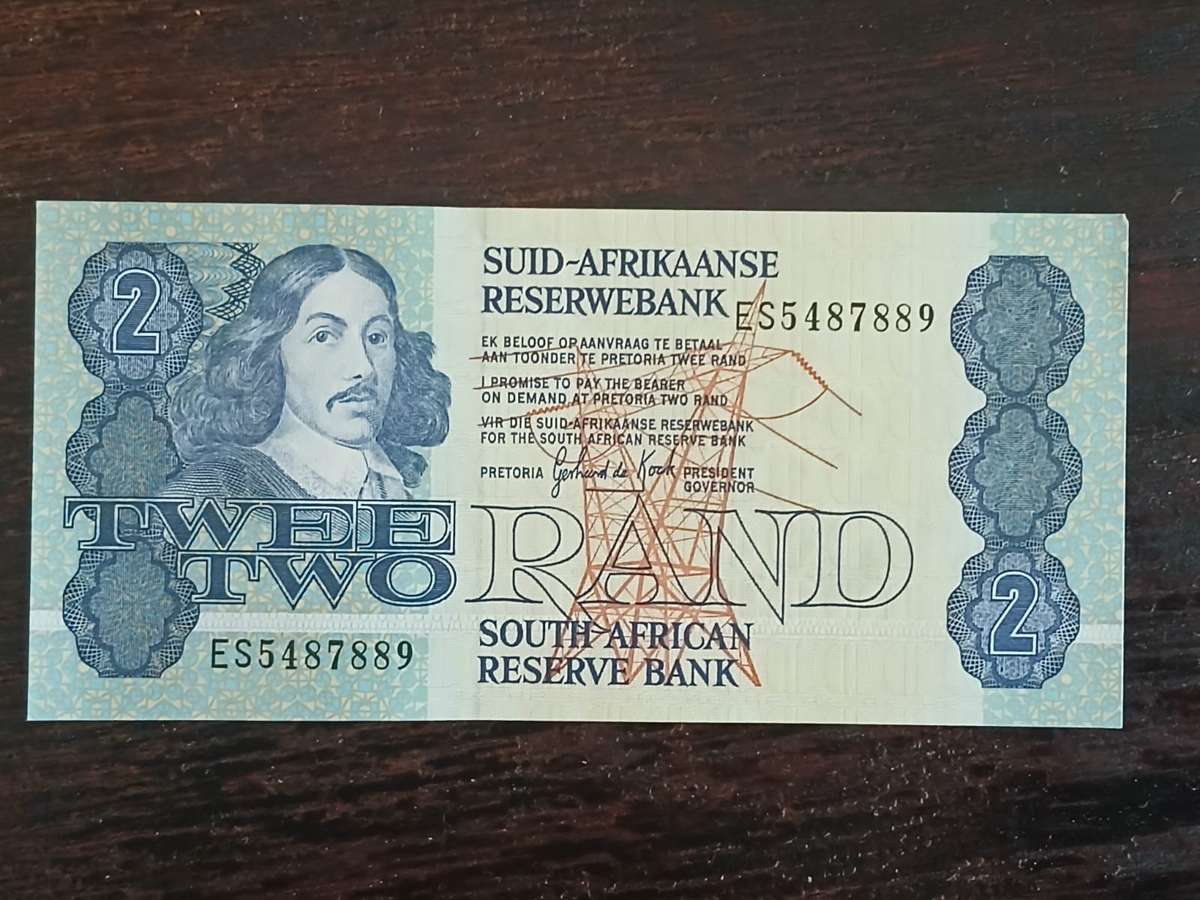 2
SUID-AFRIKAANSE
RESERWEBANK
ES5487889
EK BELOOF OP AANVRAAG TE BETAAL
AAN TOONDER TE PRETORIA TWEE RAND
I PROMISE TO PAY THE BEARER
ON DEMAND AT PRETORIA TWO RAND
VIR DIE SUID-AFRIKAANSE RESERWEBANK
FOR THE SOUTH AFRICAN RESERVE BANK
PRETORIA Gerhard de Kock PRESIDENT
GOVERNOR
TWEE
TWO
RAND
2
SOUTH AFRICAN
RESERVE BANK
ES5487889